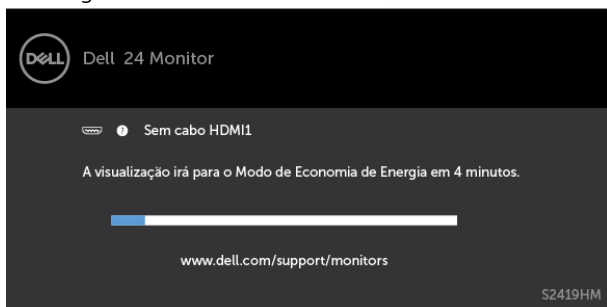 DELL
Dell 24 Monitor
? Sem cabo HDMI1
A visualização irá para o Modo de Economia de Energia em 4 minutos.
www.dell.com/support/monitors
S2419HM